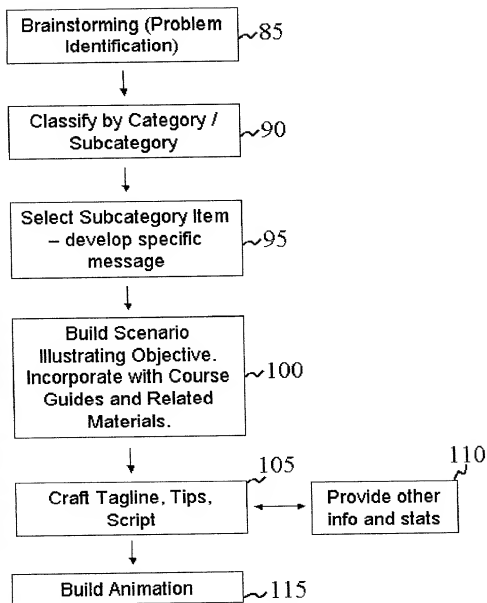 Brainstorming (Problem
Identification)
85
Classify by Category /
Subcategory
90
Select Subcategory Item
– develop specific
message
95
Build Scenario
Illustrating Objective.
Incorporate with Course
Guides and Related
Materials.
100
105
Craft Tagline, Tips,
Script
110
Provide other
info and stats
Build Animation
115